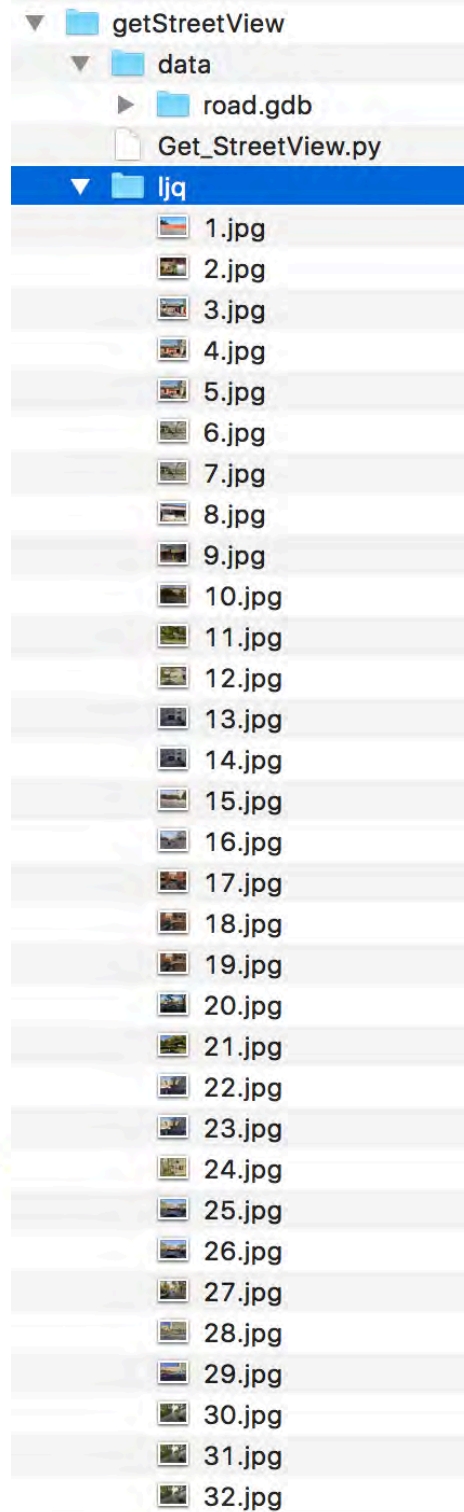 getStreetView
data
road.gdb
Get_StreetView.py
ljq
1.jpg
2.jpg
3.jpg
4.jpg
5.jpg
6.jpg
7.jpg
8.jpg
9.jpg
10.jpg
11.jpg
12.jpg
13.jpg
14.jpg
15.jpg
16.jpg
17.jpg
18.jpg
19.jpg
20.jpg
21.jpg
22.jpg
23.jpg
24.jpg
25.jpg
26.jpg
27.jpg
28.jpg
29.jpg
30.jpg
31.jpg
32.jpg